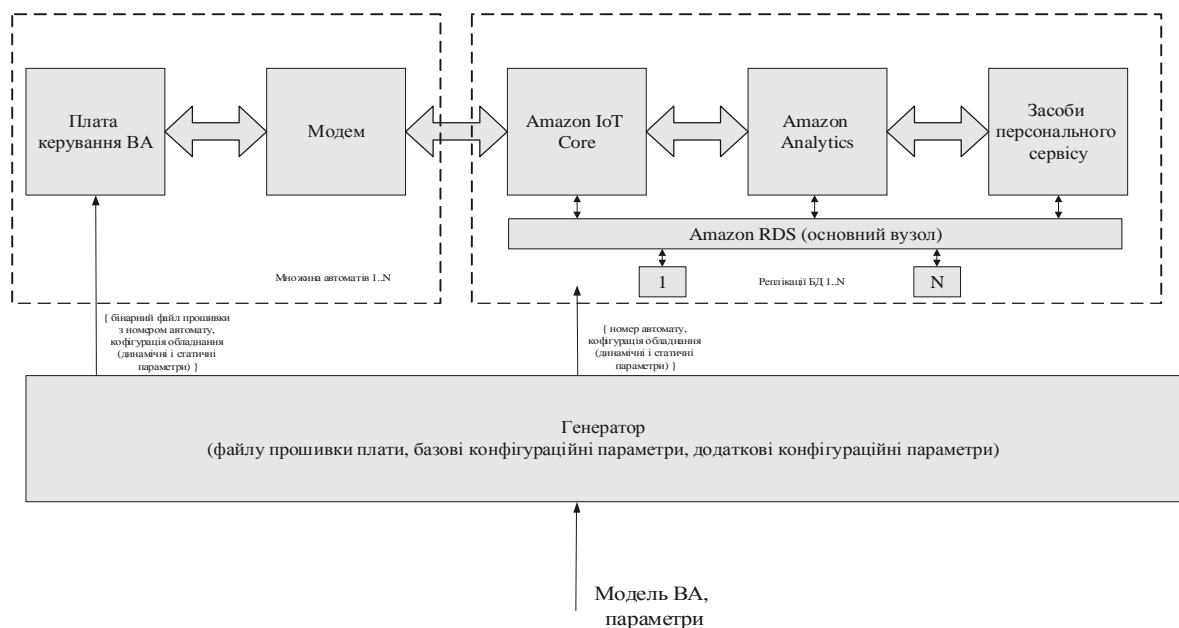 Плата
керування ВА
Модем
Amazon IoT
Core
Amazon
Analytics
Засоби
персонального
сервісу
Amazon RDS (основний вузол)
1
N
Множина автоматів 1..N
Реплікації БД 1..N
{ бінарний файл прошивки
з номером автомату,
кофігурація обладнання
(динамічні і статичні
параметри) }
{ номер автомату,
кофігурація обладнання
(динамічні і статичні
параметри) }
Генератор
(файлу прошивки плати, базові конфігураційні параметри, додаткові конфігураційні параметри)
Модель ВА,
параметри